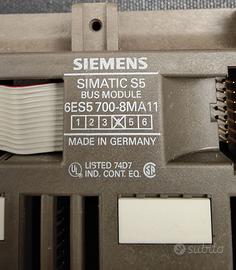 SIEMENS
SIMATIC S5
BUS MODULE
6ES5 700-8MA11
1 2 3 X 5 6
MADE IN GERMANY
UL LISTED 74D7
IND. CONT. EQ.
subito